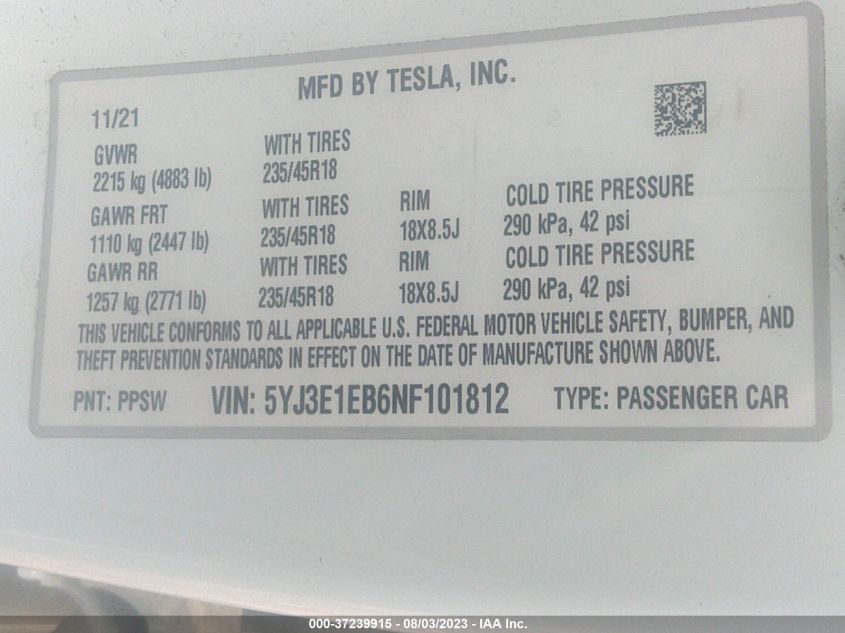 MFD BY TESLA, INC.
11/21
GVWR WITH TIRES
2215 kg (4883 lb) 235/45R18
GAWR FRT WITH TIRES RIM COLD TIRE PRESSURE
1110 kg (2447 lb) 235/45R18 18X8.5J 290 kPa, 42 psi
GAWR RR WITH TIRES RIM COLD TIRE PRESSURE
1257 kg (2771 lb) 235/45R18 18X8.5J 290 kPa, 42 psi
THIS VEHICLE CONFORMS TO ALL APPLICABLE U.S. FEDERAL MOTOR VEHICLE SAFETY, BUMPER, AND
THEFT PREVENTION STANDARDS IN EFFECT ON THE DATE OF MANUFACTURE SHOWN ABOVE.
PNT: PPSW VIN: 5YJ3E1EB6NF101812 TYPE: PASSENGER CAR
000-37239915 - 08/03/2023 - IAA Inc.